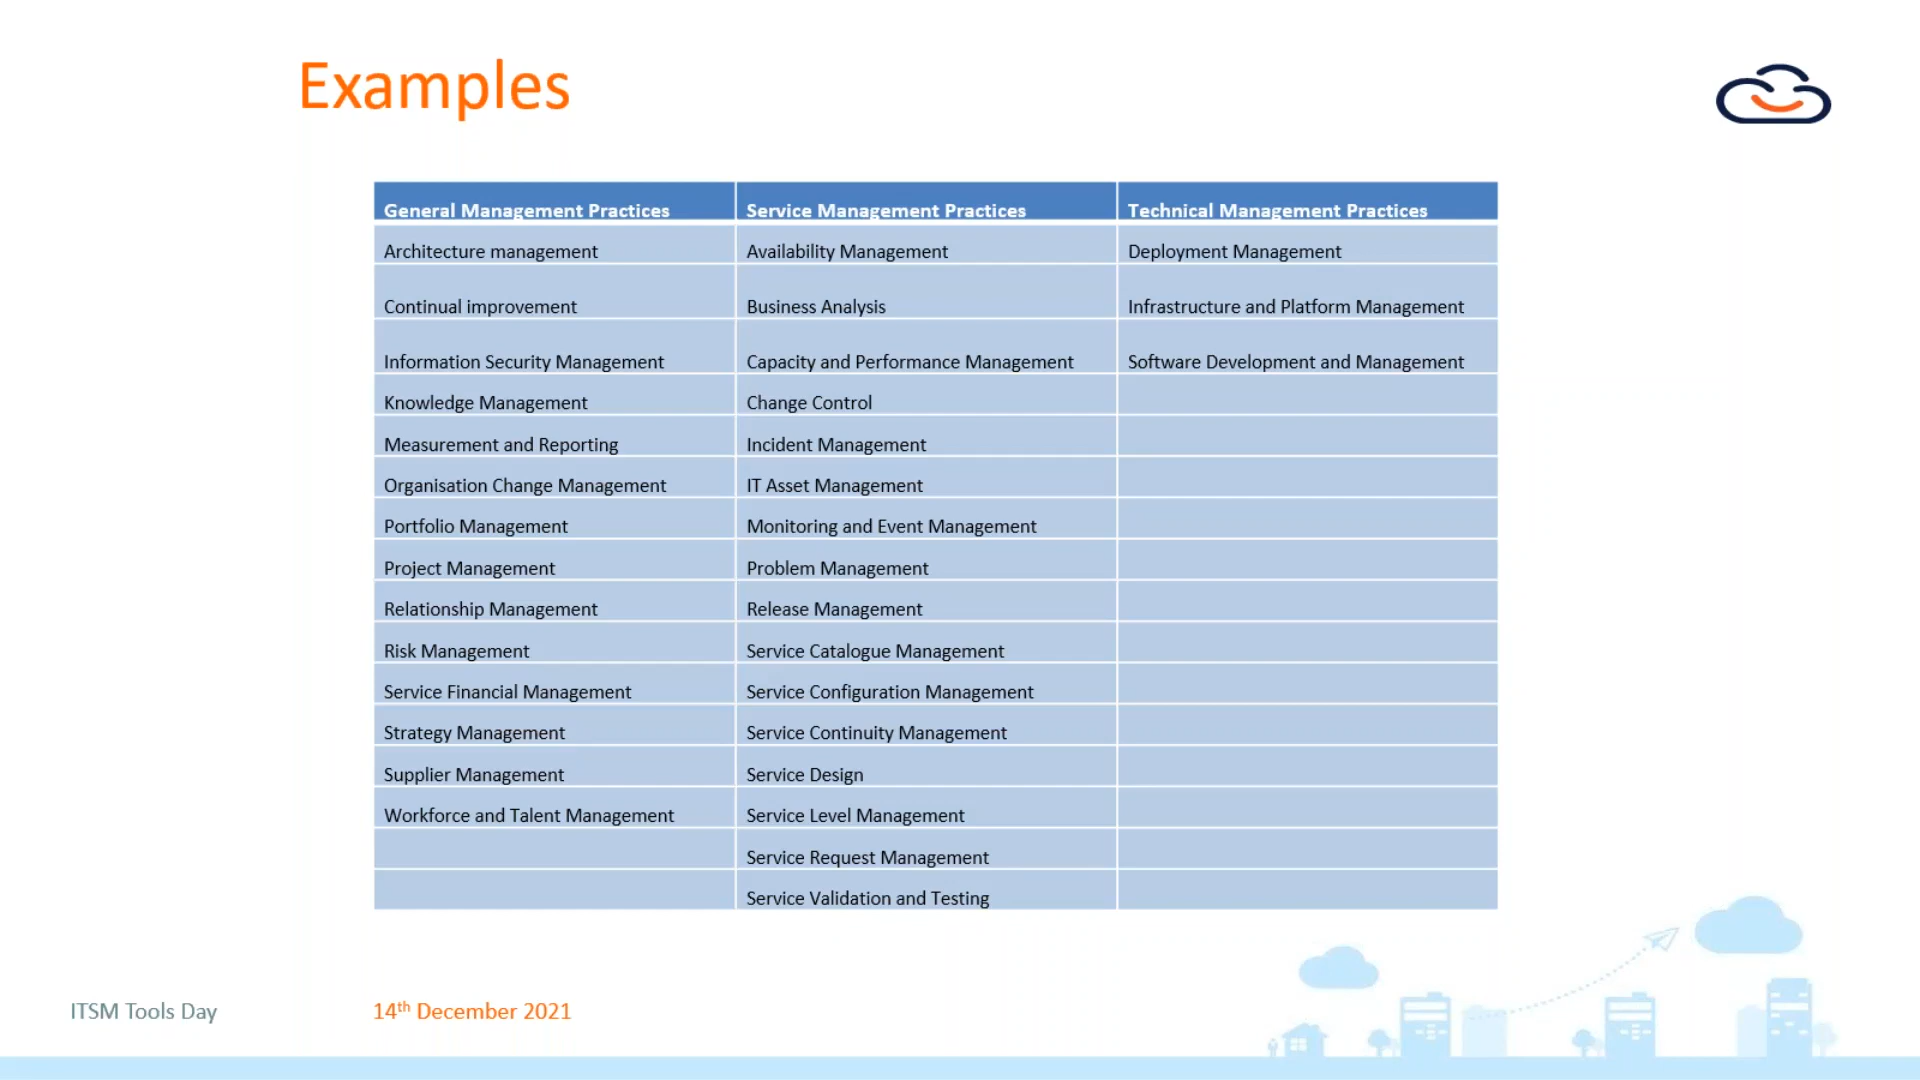 Examples
General Management Practices Service Management Practices Technical Management Practices
Architecture management Availability Management Deployment Management
Continual improvement Business Analysis Infrastructure and Platform Management
Information Security Management Capacity and Performance Management Software Development and Management
Knowledge Management Change Control
Measurement and Reporting Incident Management
Organisation Change Management IT Asset Management
Portfolio Management Monitoring and Event Management
Project Management Problem Management
Relationship Management Release Management
Risk Management Service Catalogue Management
Service Financial Management Service Configuration Management
Strategy Management Service Continuity Management
Supplier Management Service Design
Workforce and Talent Management Service Level Management
Service Request Management
Service Validation and Testing
ITSM Tools Day 14th December 2021